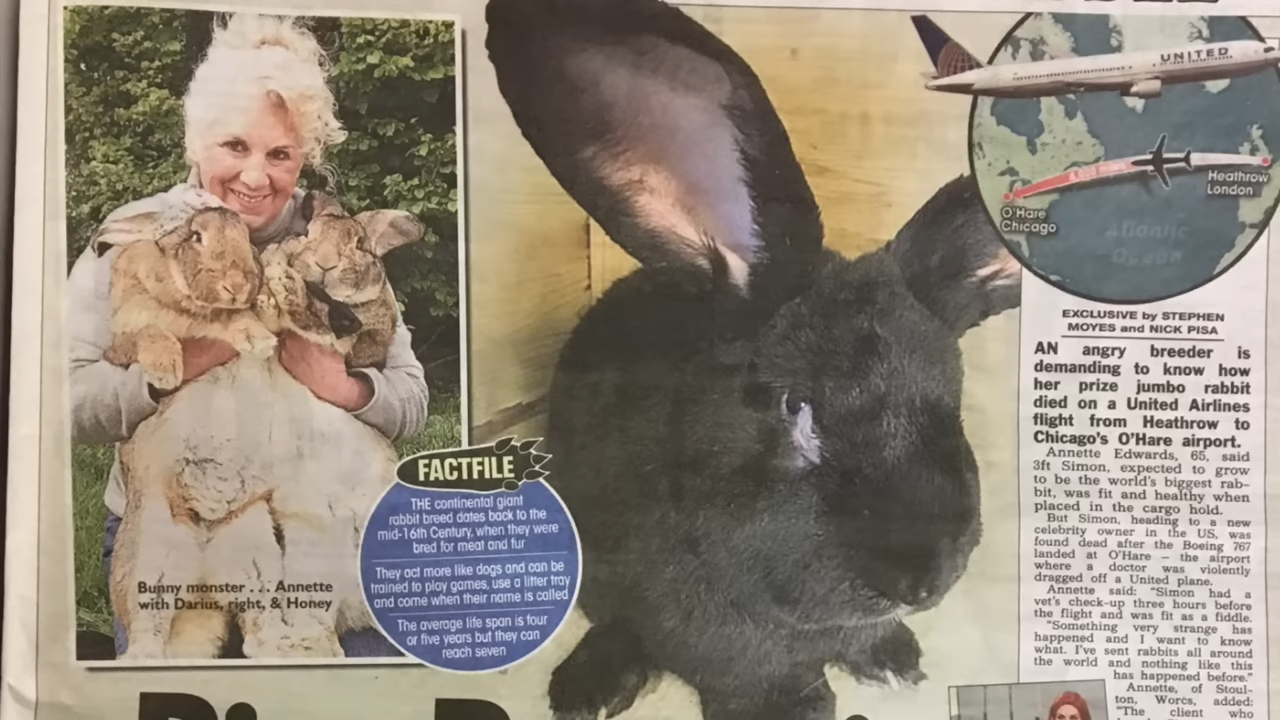 UNITED
4,000 miles
Heathrow
London
O'Hare
Chicago
Atlantic
Ocean
Bunny monster . . . Annette
with Darius, right, & Honey
FACTFILE
THE continental giant
rabbit breed dates back to the
mid-16th Century, when they were
bred for meat and fur
They act more like dogs and can be
trained to play games, use a litter tray
and come when their name is called
The average life span is four
or five years but they can
reach seven
EXCLUSIVE by STEPHEN
MOYES and NICK PISA
AN angry breeder is
demanding to know how
her prize jumbo rabbit
died on a United Airlines
flight from Heathrow to
Chicago's O'Hare airport.
Annette Edwards, 65, said
3ft Simon, expected to grow
to be the world's biggest rab-
bit, was fit and healthy when
placed in the cargo hold.
But Simon, heading to a new
celebrity owner in the US, was
found dead after the Boeing 767
landed at O'Hare – the airport
where a doctor was violently
dragged off a United plane.
Annette said: "Simon had a
vet's check-up three hours before
the flight and was fit as a fiddle.
"Something very strange has
happened and I want to know
what. I've sent rabbits all around
the world and nothing like this
has happened before."
Annette, of Stoul-
ton, Worcs, added:
"The client who